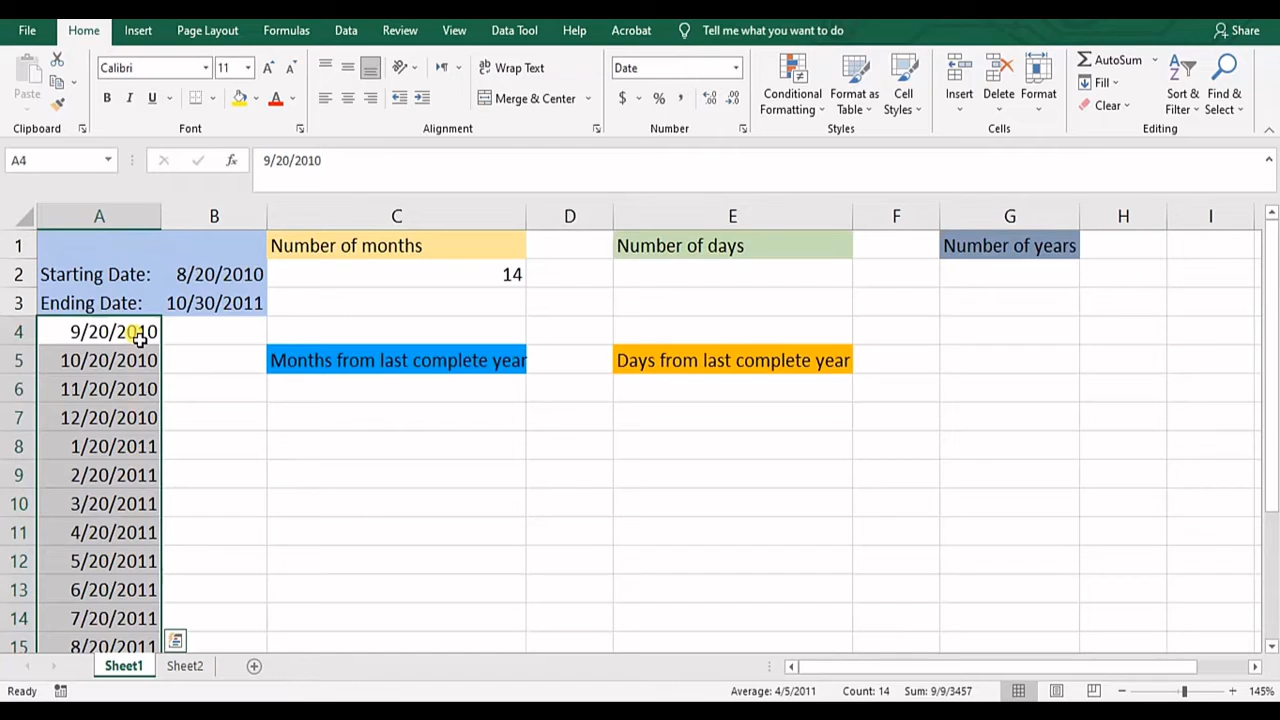 File Home Insert Page Layout Formulas Data Review View Data Tool Help Acrobat Tell me what you want to do Share
Paste
Calibri 11
B I U A
Wrap Text
Merge & Center
Date
$ % ,
Conditional Formatting
Format as Table
Cell Styles
Insert Delete Format
AutoSum
Fill
Clear
Sort & Filter
Find & Select
Clipboard Font Alignment Number Styles Cells Editing
A4 fx 9/20/2010
A B C D E F G H I
1 Number of months Number of days Number of years
2 Starting Date: 8/20/2010 14
3 Ending Date: 10/30/2011
4 9/20/2010
5 10/20/2010 Months from last complete year Days from last complete year
6 11/20/2010
7 12/20/2010
8 1/20/2011
9 2/20/2011
10 3/20/2011
11 4/20/2011
12 5/20/2011
13 6/20/2011
14 7/20/2011
15 8/20/2011
Sheet1 Sheet2
Ready Average: 4/5/2011 Count: 14 Sum: 9/9/3457 145%